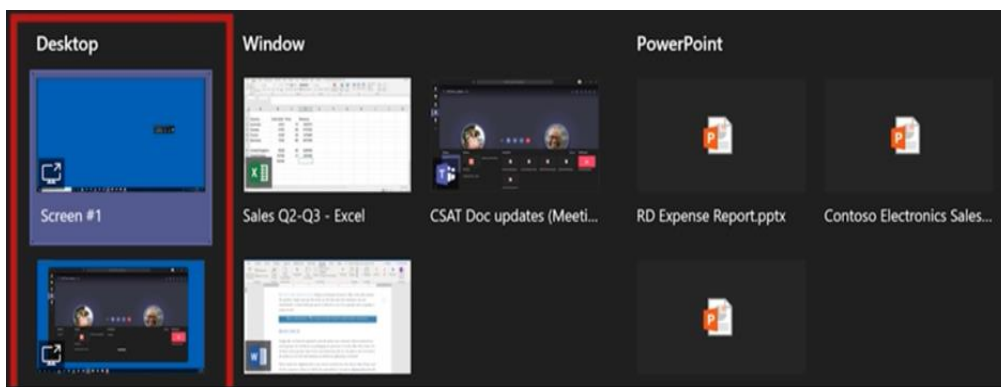 Desktop
Window
PowerPoint
Screen #1
Sales Q2-Q3 - Excel
CSAT Doc updates (Meeti...
RD Expense Report.pptx
Contoso Electronics Sales...